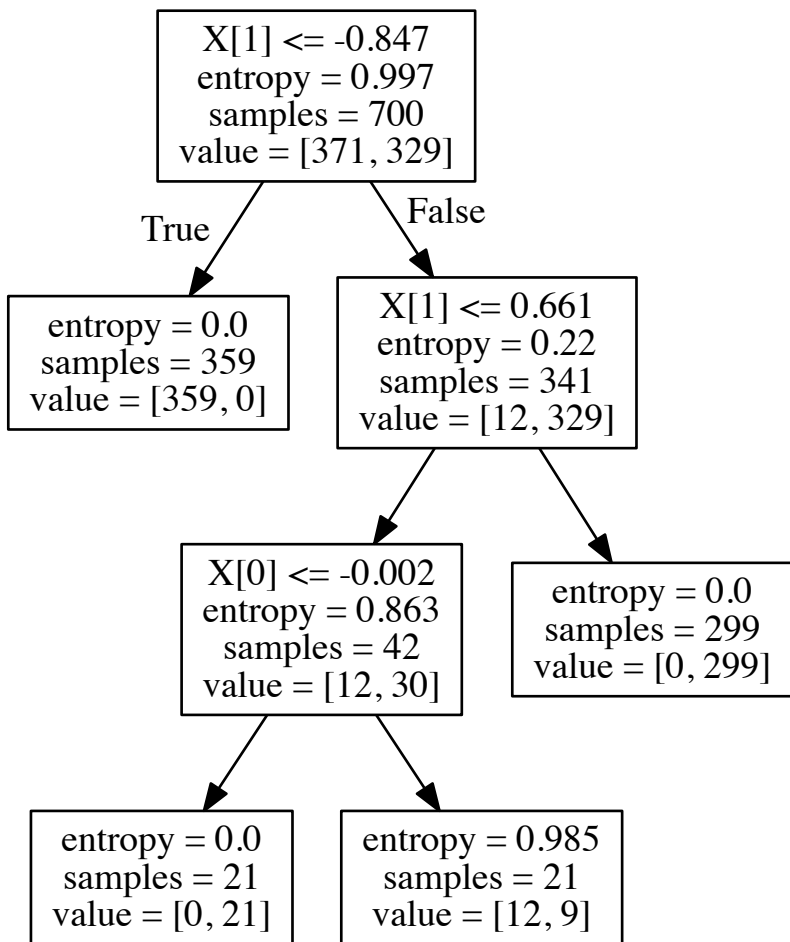 X[1] <= -0.847
entropy = 0.997
samples = 700
value = [371, 329]
True
False
entropy = 0.0
samples = 359
value = [359, 0]
X[1] <= 0.661
entropy = 0.22
samples = 341
value = [12, 329]
X[0] <= -0.002
entropy = 0.863
samples = 42
value = [12, 30]
entropy = 0.0
samples = 299
value = [0, 299]
entropy = 0.0
samples = 21
value = [0, 21]
entropy = 0.985
samples = 21
value = [12, 9]